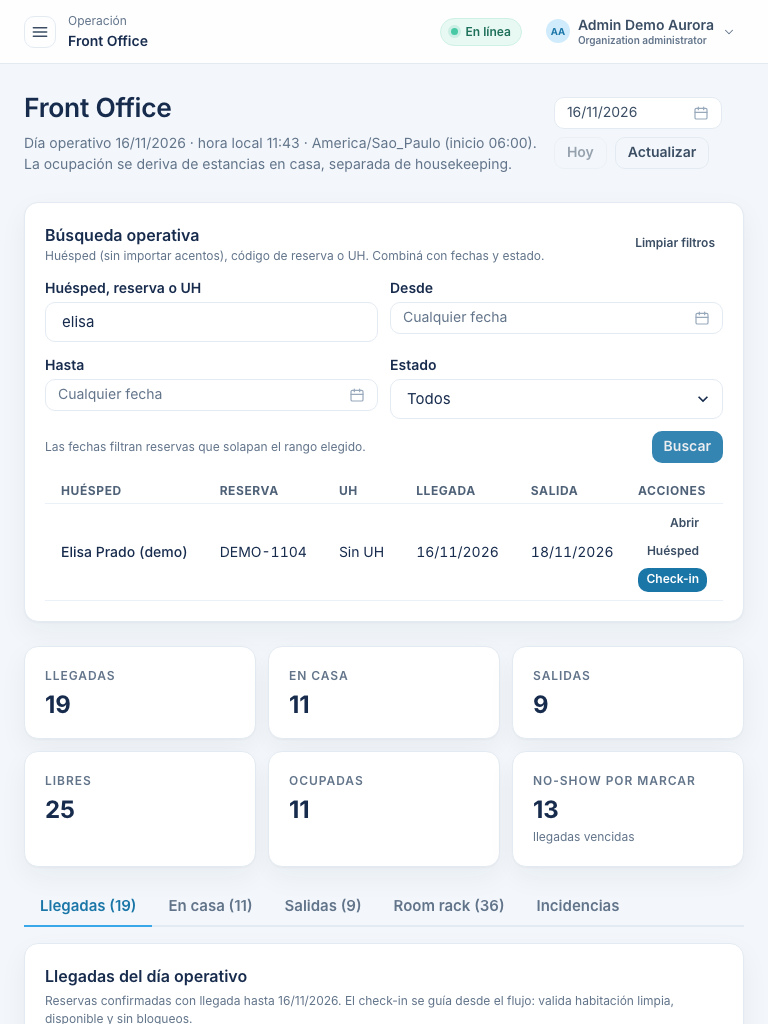 Operación
Front Office
En línea
AA
Admin Demo Aurora
Organization administrator
Front Office
Día operativo 16/11/2026 · hora local 11:43 · America/Sao_Paulo (inicio 06:00).
La ocupación se deriva de estancias en casa, separada de housekeeping.
16/11/2026
Hoy
Actualizar
Búsqueda operativa
Huésped (sin importar acentos), código de reserva o UH. Combiná con fechas y estado.
Limpiar filtros
Huésped, reserva o UH
Desde
elisa
Cualquier fecha
Hasta
Estado
Cualquier fecha
Todos
Las fechas filtran reservas que solapan el rango elegido.
Buscar
HUÉSPED RESERVA UH LLEGADA SALIDA ACCIONES
Abrir
Elisa Prado (demo) DEMO-1104 Sin UH 16/11/2026 18/11/2026 Huésped
Check-in
LLEGADAS
19
EN CASA
11
SALIDAS
9
LIBRES
25
OCUPADAS
11
NO-SHOW POR MARCAR
13
llegadas vencidas
Llegadas (19) En casa (11) Salidas (9) Room rack (36) Incidencias
Llegadas del día operativo
Reservas confirmadas con llegada hasta 16/11/2026. El check-in se guía desde el flujo: valida habitación limpia,
disponible y sin bloqueos.